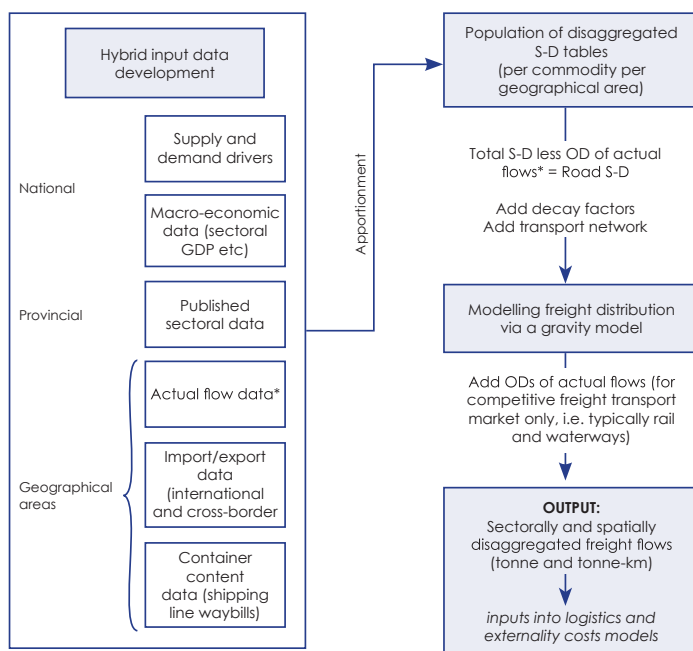 Hybrid input data
development
National
Supply and
demand drivers
Macro-economic
data (sectoral
GDP etc)
Provincial
Published
sectoral data
Geographical
areas
Actual flow data*
Import/export
data
(international
and cross-border
Container
content
data (shipping
line waybills)
Apportionment
Population of disaggregated
S-D tables
(per commodity per
geographical area)
Total S-D less OD of actual
flows* = Road S-D
Add decay factors
Add transport network
Modelling freight distribution
via a gravity model
Add ODs of actual flows (for
competitive freight transport
market only, i.e. typically rail
and waterways)
OUTPUT:
Sectorally and spatially
disaggregated freight flows
(tonne and tonne-km)
inputs into logistics and
externality costs models